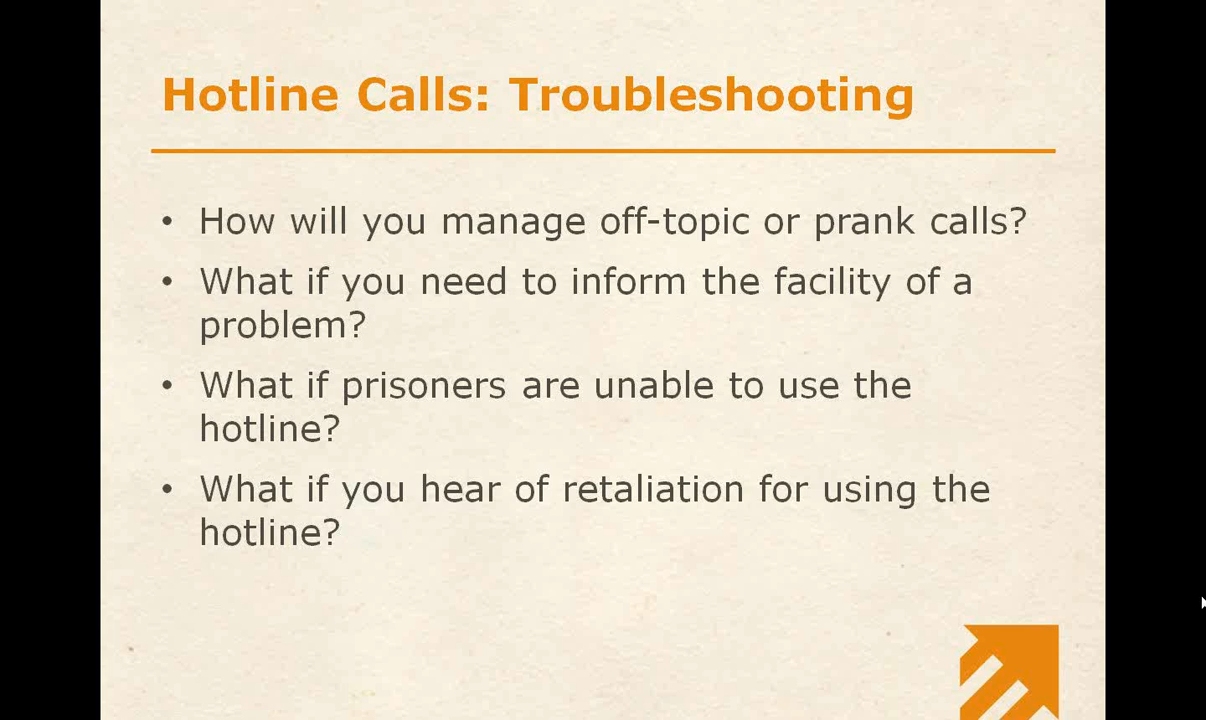 Hotline Calls: Troubleshooting
• How will you manage off-topic or prank calls?
• What if you need to inform the facility of a
problem?
• What if prisoners are unable to use the
hotline?
• What if you hear of retaliation for using the
hotline?